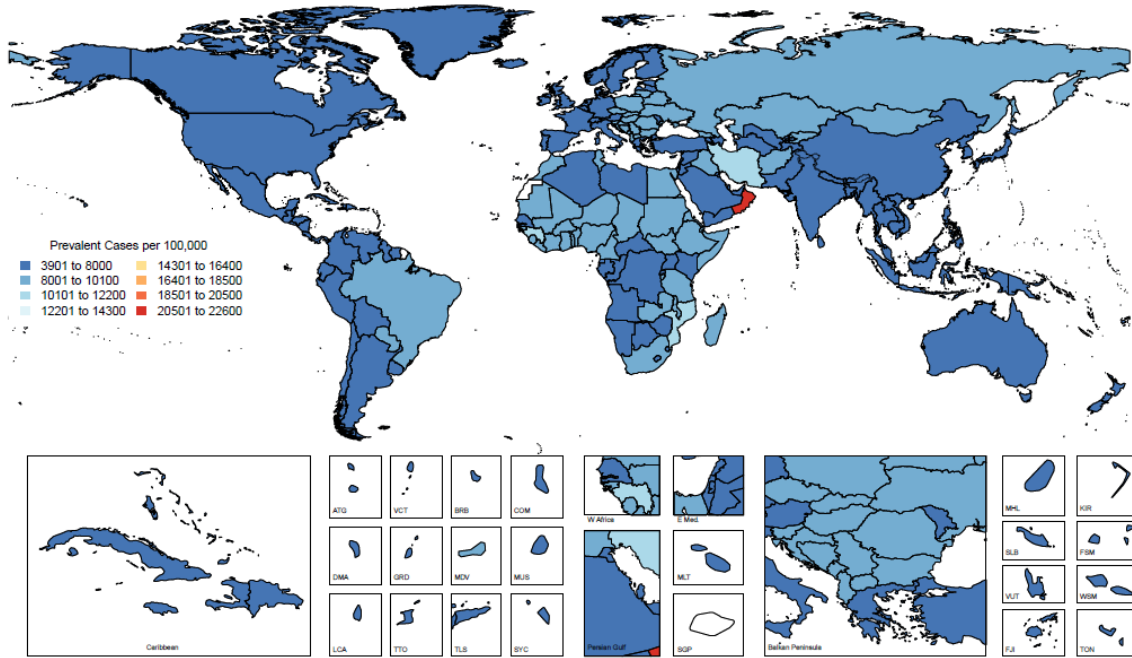 Prevalent Cases per 100,000
3901 to 8000
14301 to 16400
8001 to 10100
16401 to 18500
10101 to 12200
18501 to 20500
12201 to 14300
20501 to 22600
Caribbean
ATG
VCT
BRB
COM
DMA
GRD
MDV
MUS
LCA
TTO
TLS
SYC
W Africa
E Med.
Persian Gulf
MLT
SGP
Balkan Peninsula
MHL
KIR
SLB
FSM
VUT
WSM
FJI
TON